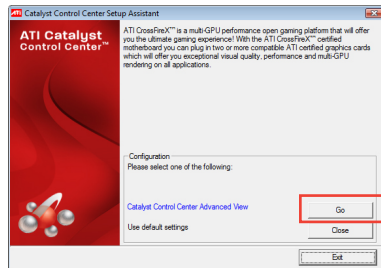 Catalyst Control Center Setup Assistant
ATI Catalyst
Control Center™
ATI CrossFireX™ is a multi-GPU performance open gaming platform that will offer
you the ultimate gaming experience! With the ATI CrossFireX™ certified
motherboard you can plug in two or more compatible ATI certified graphics cards
which will offer you exceptional visual quality, performance and multi-GPU
rendering on all applications.
Configuration
Please select one of the following:
Catalyst Control Center Advanced View
Go
Use default settings
Close
Exit